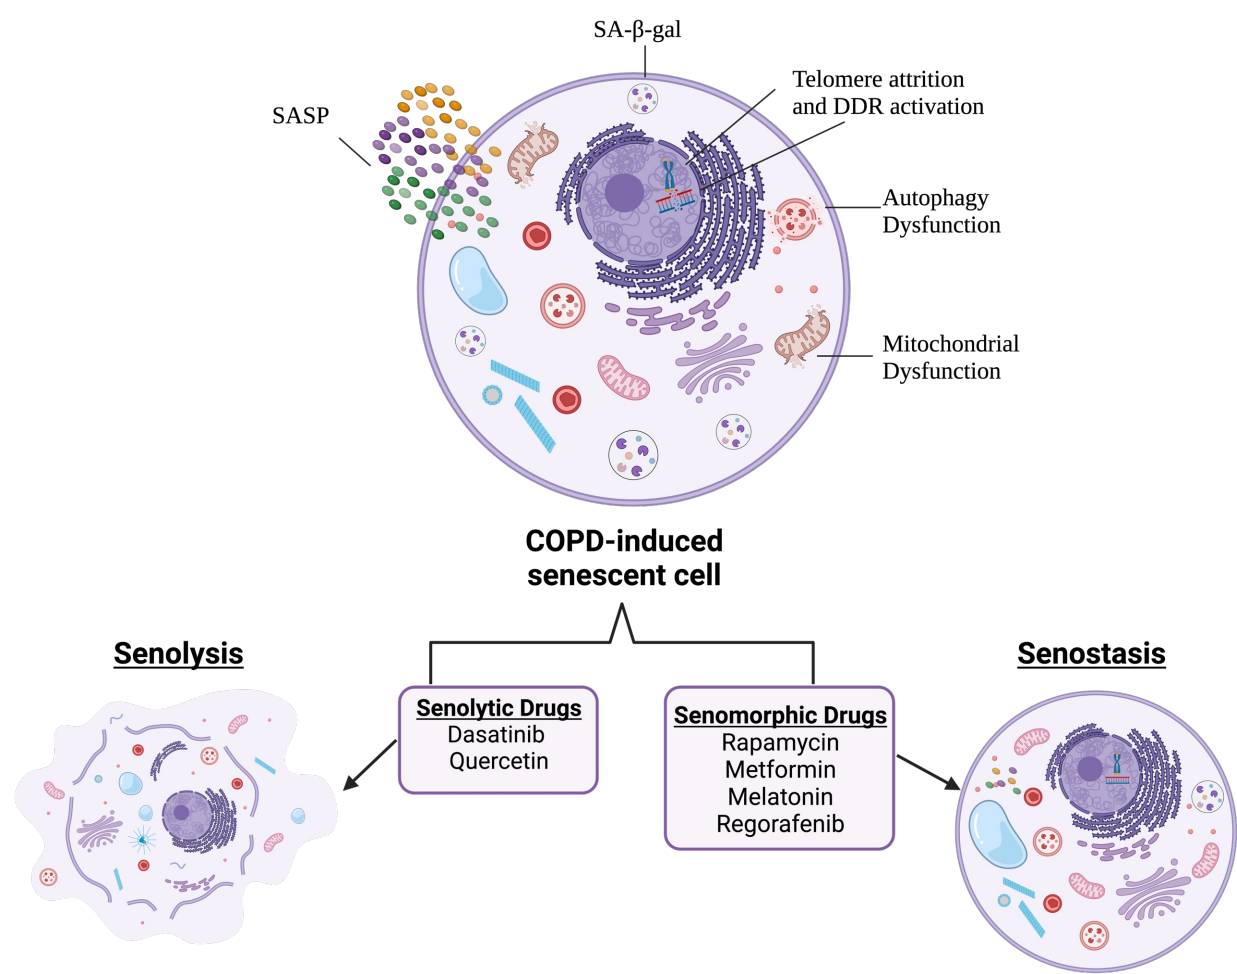 SA-β-gal
Telomere attrition
and DDR activation
SASP
Autophagy
Dysfunction
Mitochondrial
Dysfunction
COPD-induced
senescent cell
Senolysis
Senostasis
Senolytic Drugs
Dasatinib
Quercetin
Senomorphic Drugs
Rapamycin
Metformin
Melatonin
Regorafenib